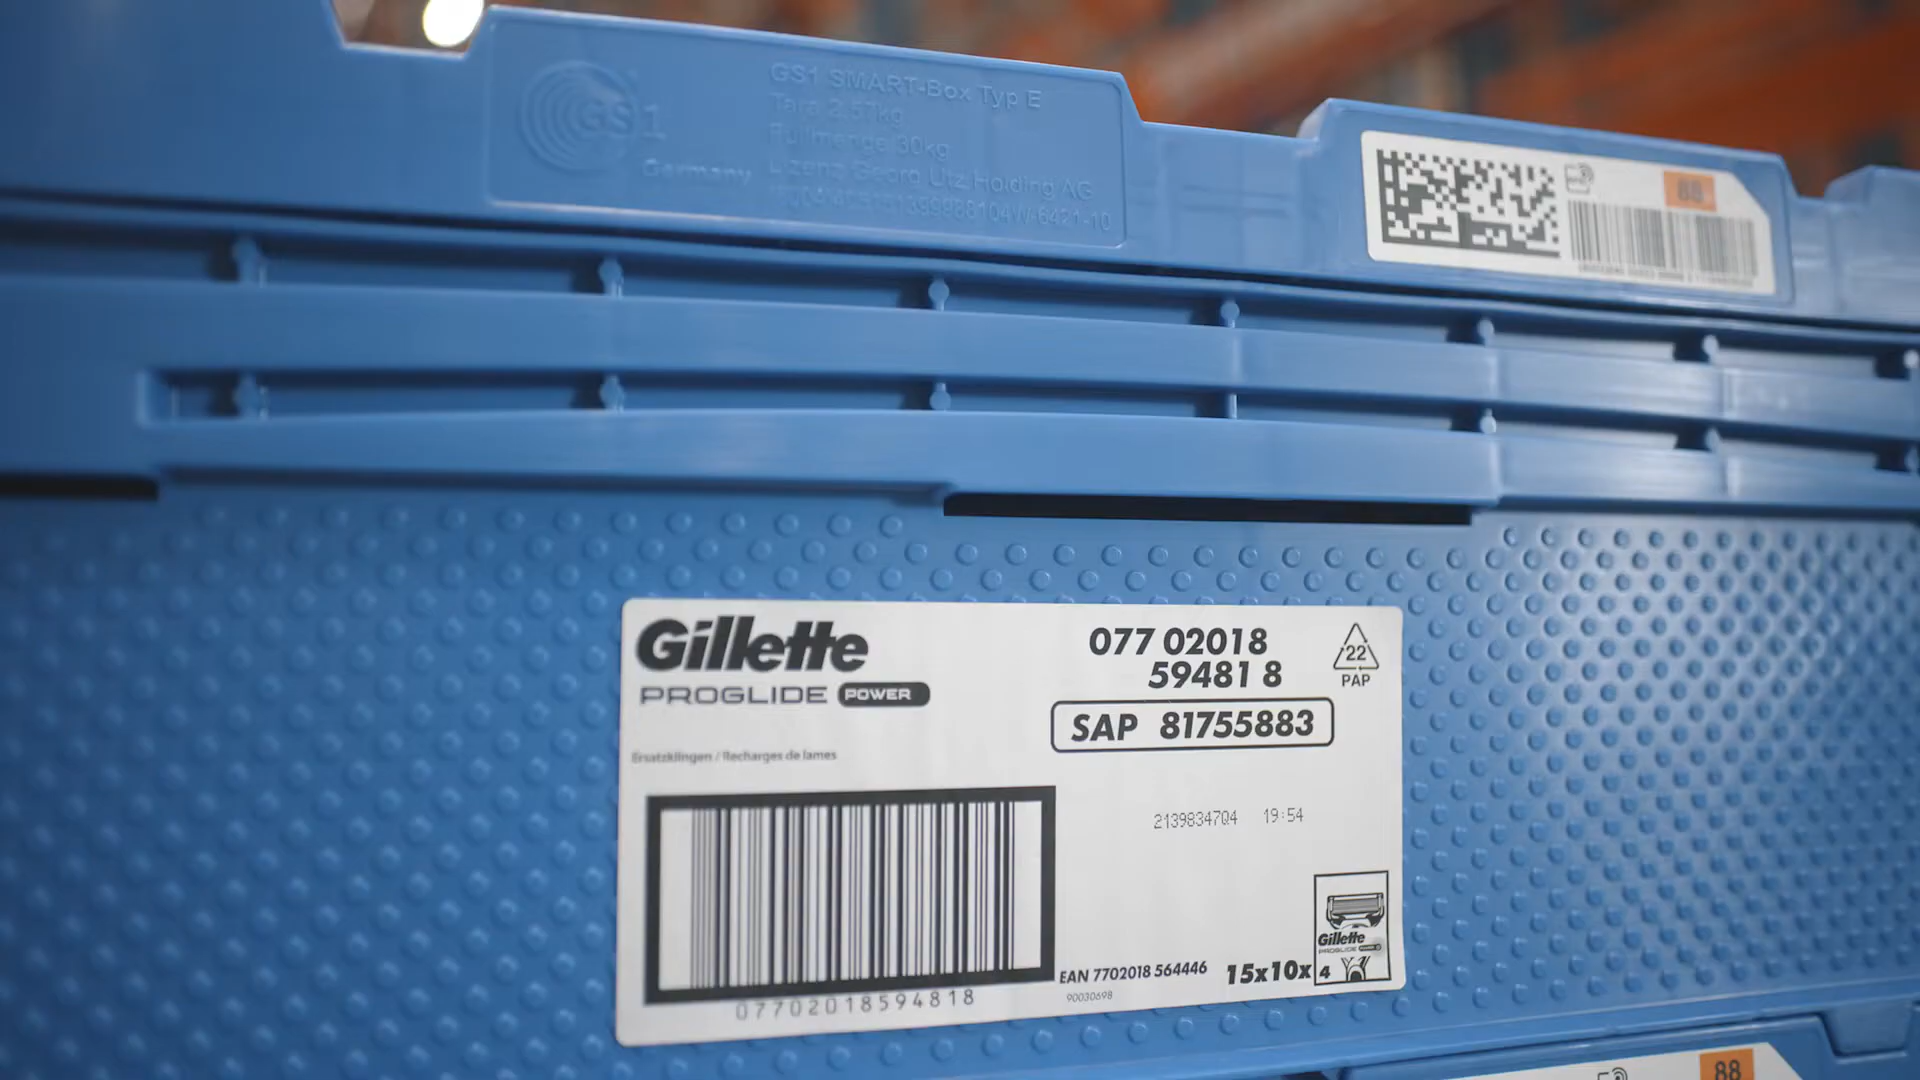 GS1
Germany
GS1 SMART-Box Typ E
Tara 2,57kg
Füllmenge 30kg
Lizenz Georg Utz Holding AG
88
Gillette
PROGLIDE POWER
Ersatzklingen / Recharges de lames
077 02018
59481 8
SAP 81755883
22
PAP
21398347Q4 19:54
07702018594818
EAN 7702018 564446
90030698
15x10x 4
Gillette
PROGLIDE
88